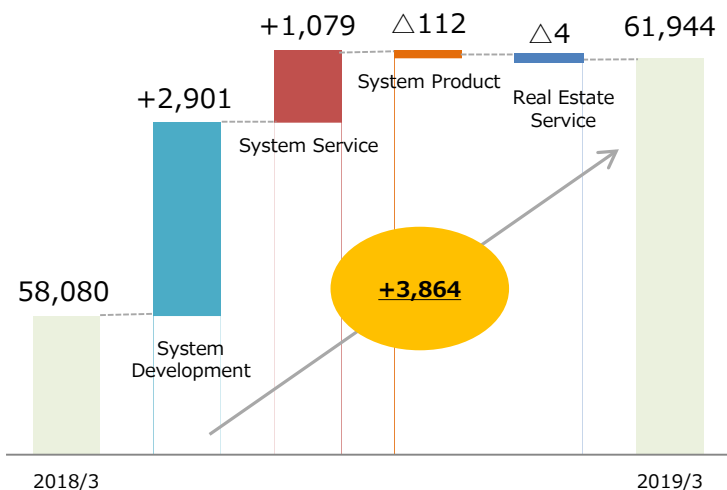 +1,079
△112
△4
61,944
+2,901
System Product
Real Estate
Service
System Service
58,080
+3,864
System
Development
2018/3
2019/3